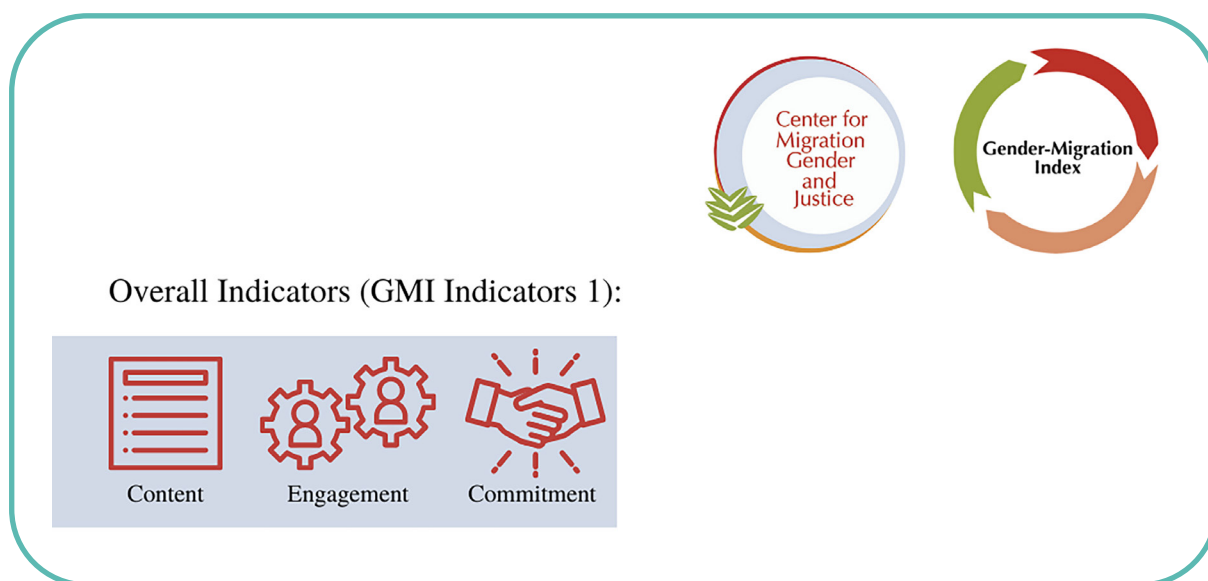 Center for
Migration
Gender
and
Justice
Gender-Migration
Index
Overall Indicators (GMI Indicators 1):
Content
Engagement
Commitment